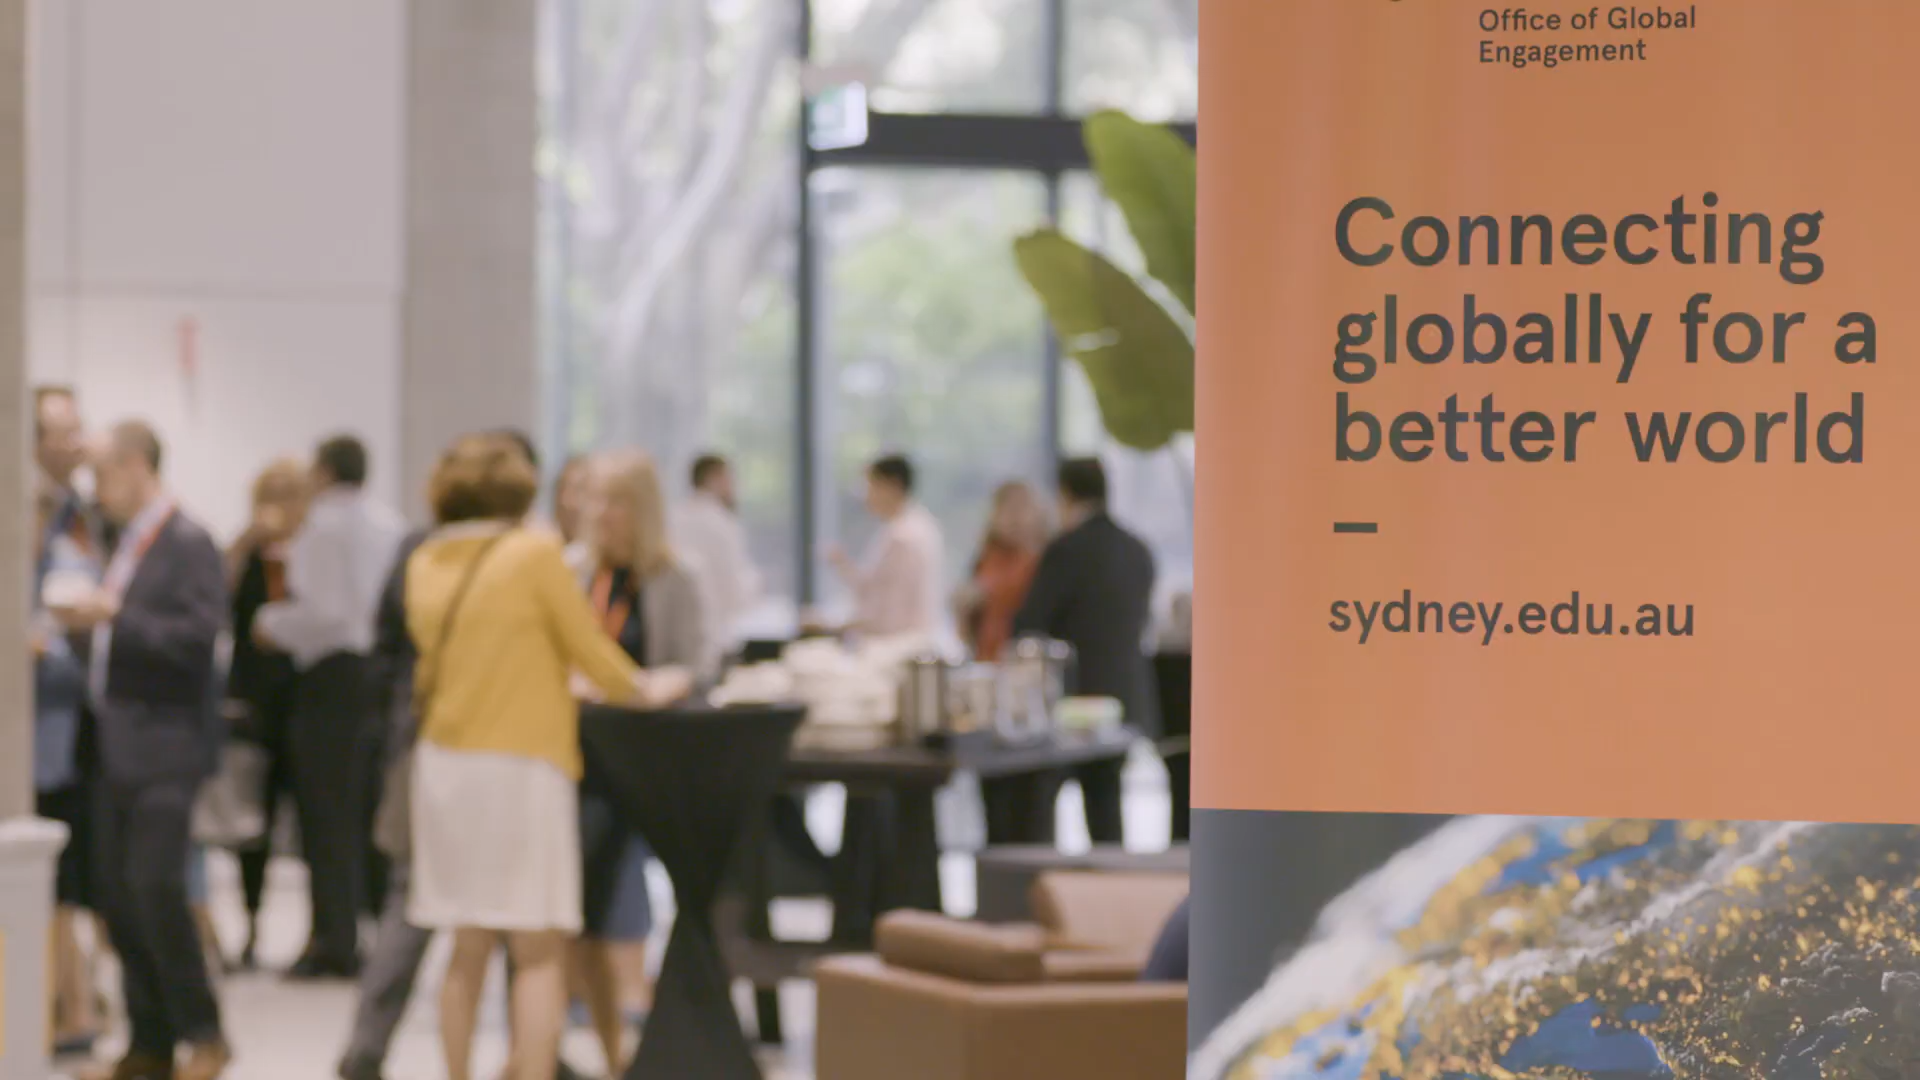 Office of Global
Engagement
Connecting
globally for a
better world
sydney.edu.au